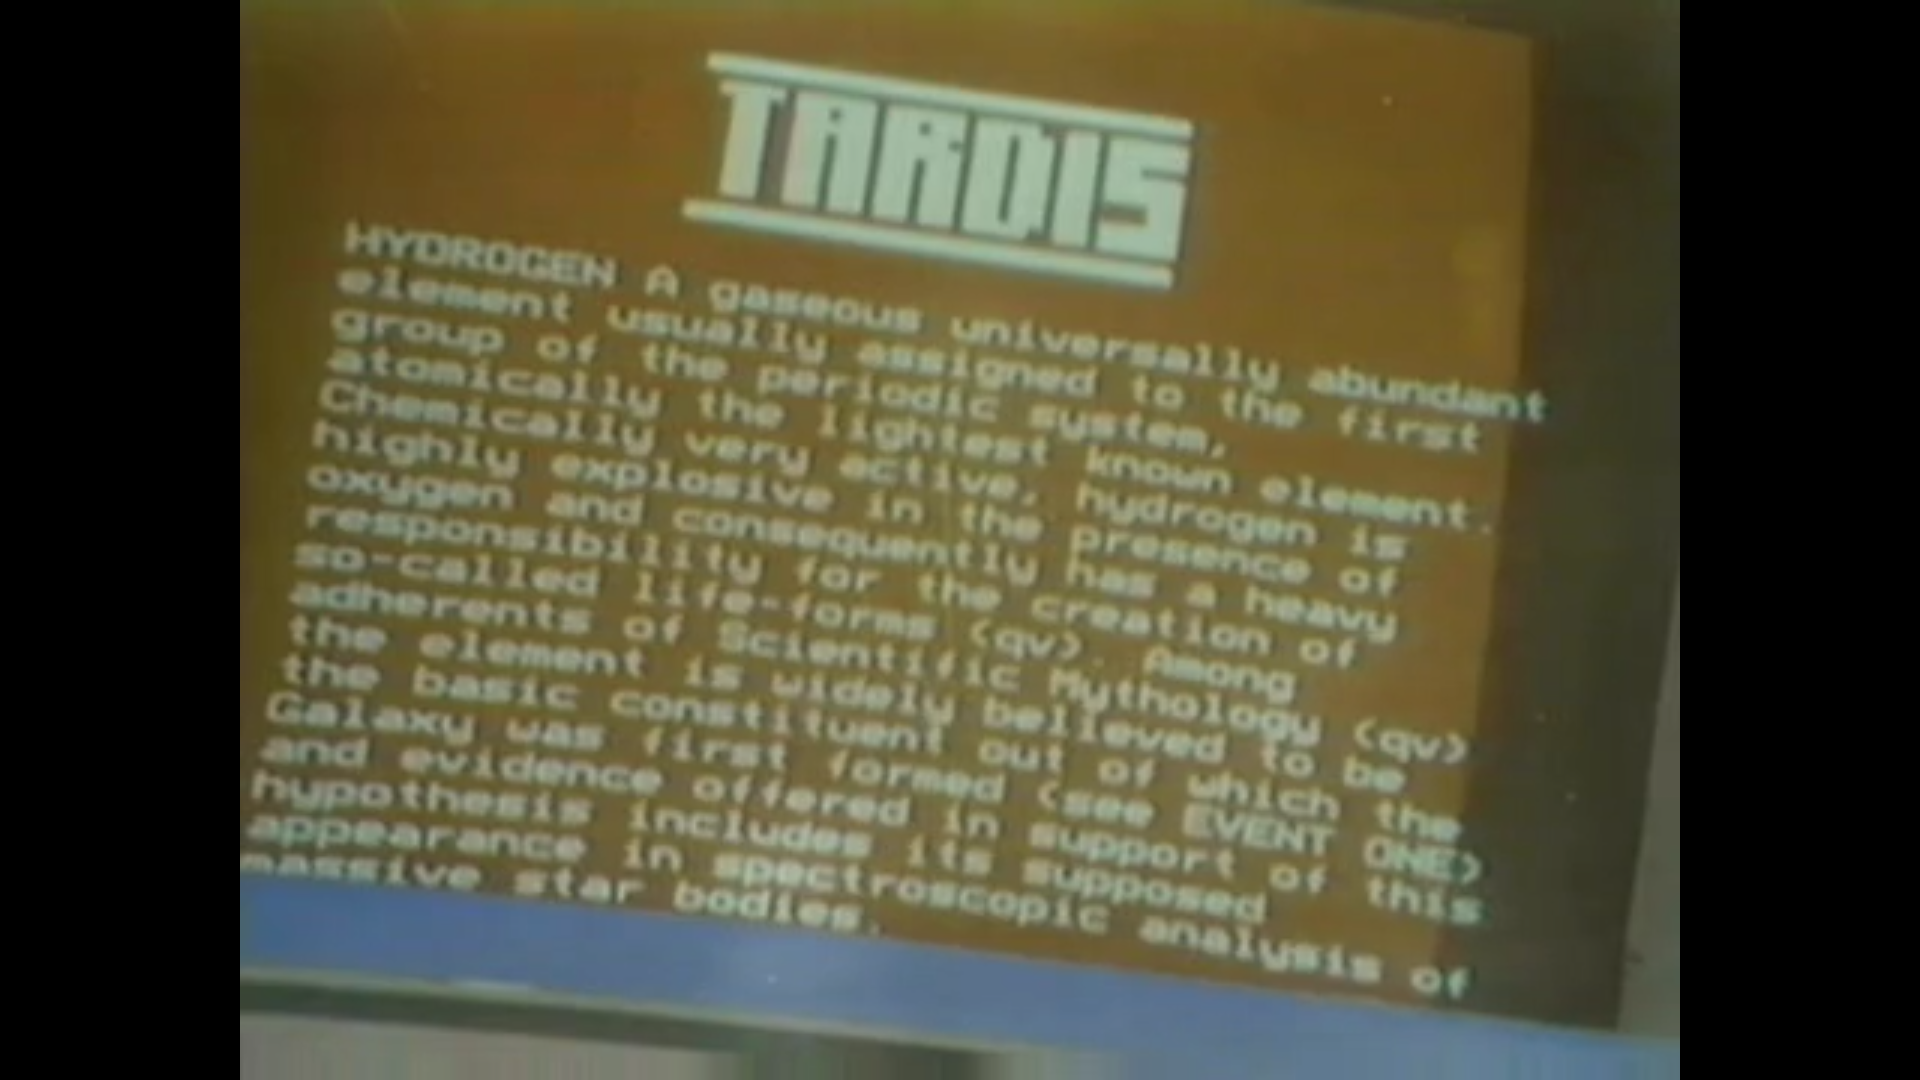 TARDIS
HYDROGEN A gaseous universally abundant
element usually assigned to the first
group of the periodic system,
atomically the lightest known element.
Chemically very active, hydrogen is
highly explosive in the presence of
oxygen and consequently has a heavy
responsibility for the creation of
so-called life-forms (qv). Among
adherents of Scientific Mythology (qv)
the element is widely believed to be
the basic constituent out of which the
Galaxy was first formed (see EVENT ONE)
and evidence offered in support of this
hypothesis includes its supposed
appearance in spectroscopic analysis of
massive star bodies.